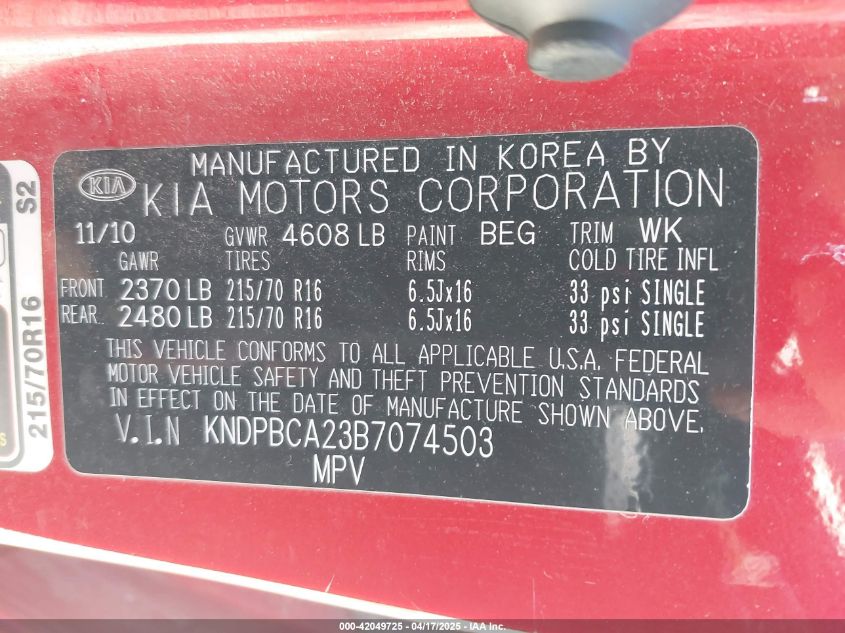 MANUFACTURED IN KOREA BY
KIA KIA MOTORS CORPORATION
11/10 GVWR 4608 LB PAINT BEG TRIM WK
GAWR TIRES RIMS COLD TIRE INFL
FRONT 2370 LB 215/70 R16 6.5Jx16 33 psi SINGLE
REAR 2480 LB 215/70 R16 6.5Jx16 33 psi SINGLE
THIS VEHICLE CONFORMS TO ALL APPLICABLE U.S.A. FEDERAL
MOTOR VEHICLE SAFETY AND THEFT PREVENTION STANDARDS
IN EFFECT ON THE DATE OF MANUFACTURE SHOWN ABOVE.
V.I.N KNDPBCA23B7074503
MPV
215/70R16 S2
000-42049725 - 04/17/2025 - IAA Inc.